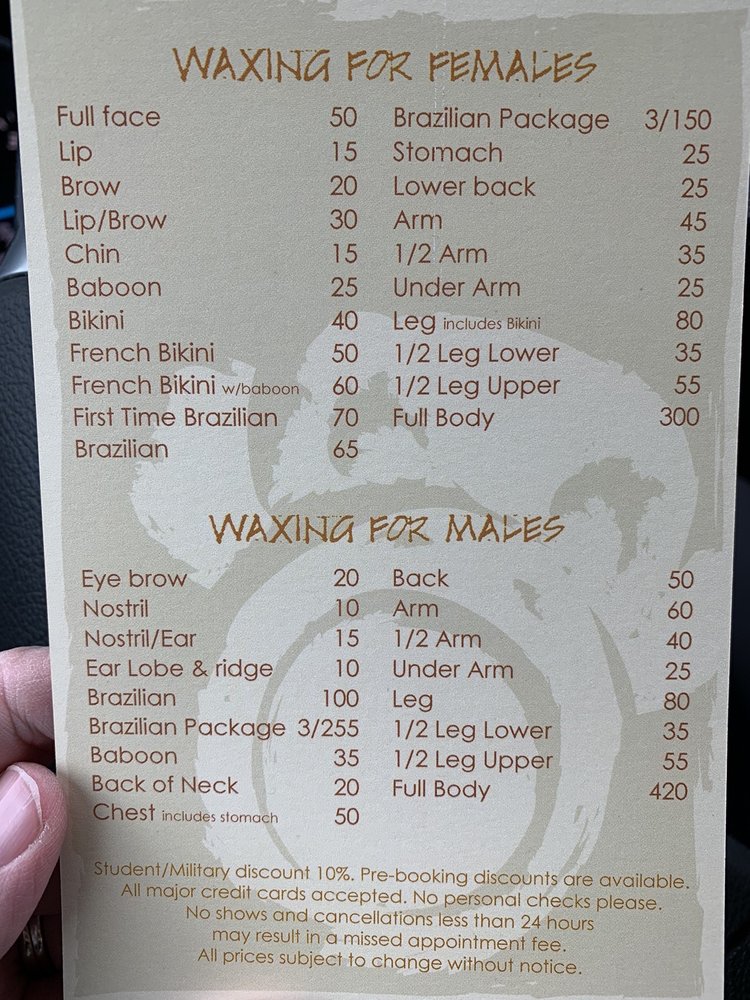 WAXING FOR FEMALES
Full face 50 Brazilian Package 3/150
Lip 15 Stomach 25
Brow 20 Lower back 25
Lip/Brow 30 Arm 45
Chin 15 1/2 Arm 35
Baboon 25 Under Arm 25
Bikini 40 Leg includes Bikini 80
French Bikini 50 1/2 Leg Lower 35
French Bikini w/baboon 60 1/2 Leg Upper 55
First Time Brazilian 70 Full Body 300
Brazilian 65
WAXING FOR MALES
Eye brow 20 Back 50
Nostril 10 Arm 60
Nostril/Ear 15 1/2 Arm 40
Ear Lobe & ridge 10 Under Arm 25
Brazilian 100 Leg 80
Brazilian Package 3/255 1/2 Leg Lower 35
Baboon 35 1/2 Leg Upper 55
Back of Neck 20 Full Body 420
Chest includes stomach 50
Student/Military discount 10%. Pre-booking discounts are available.
All major credit cards accepted. No personal checks please.
No shows and cancellations less than 24 hours
may result in a missed appointment fee.
All prices subject to change without notice.